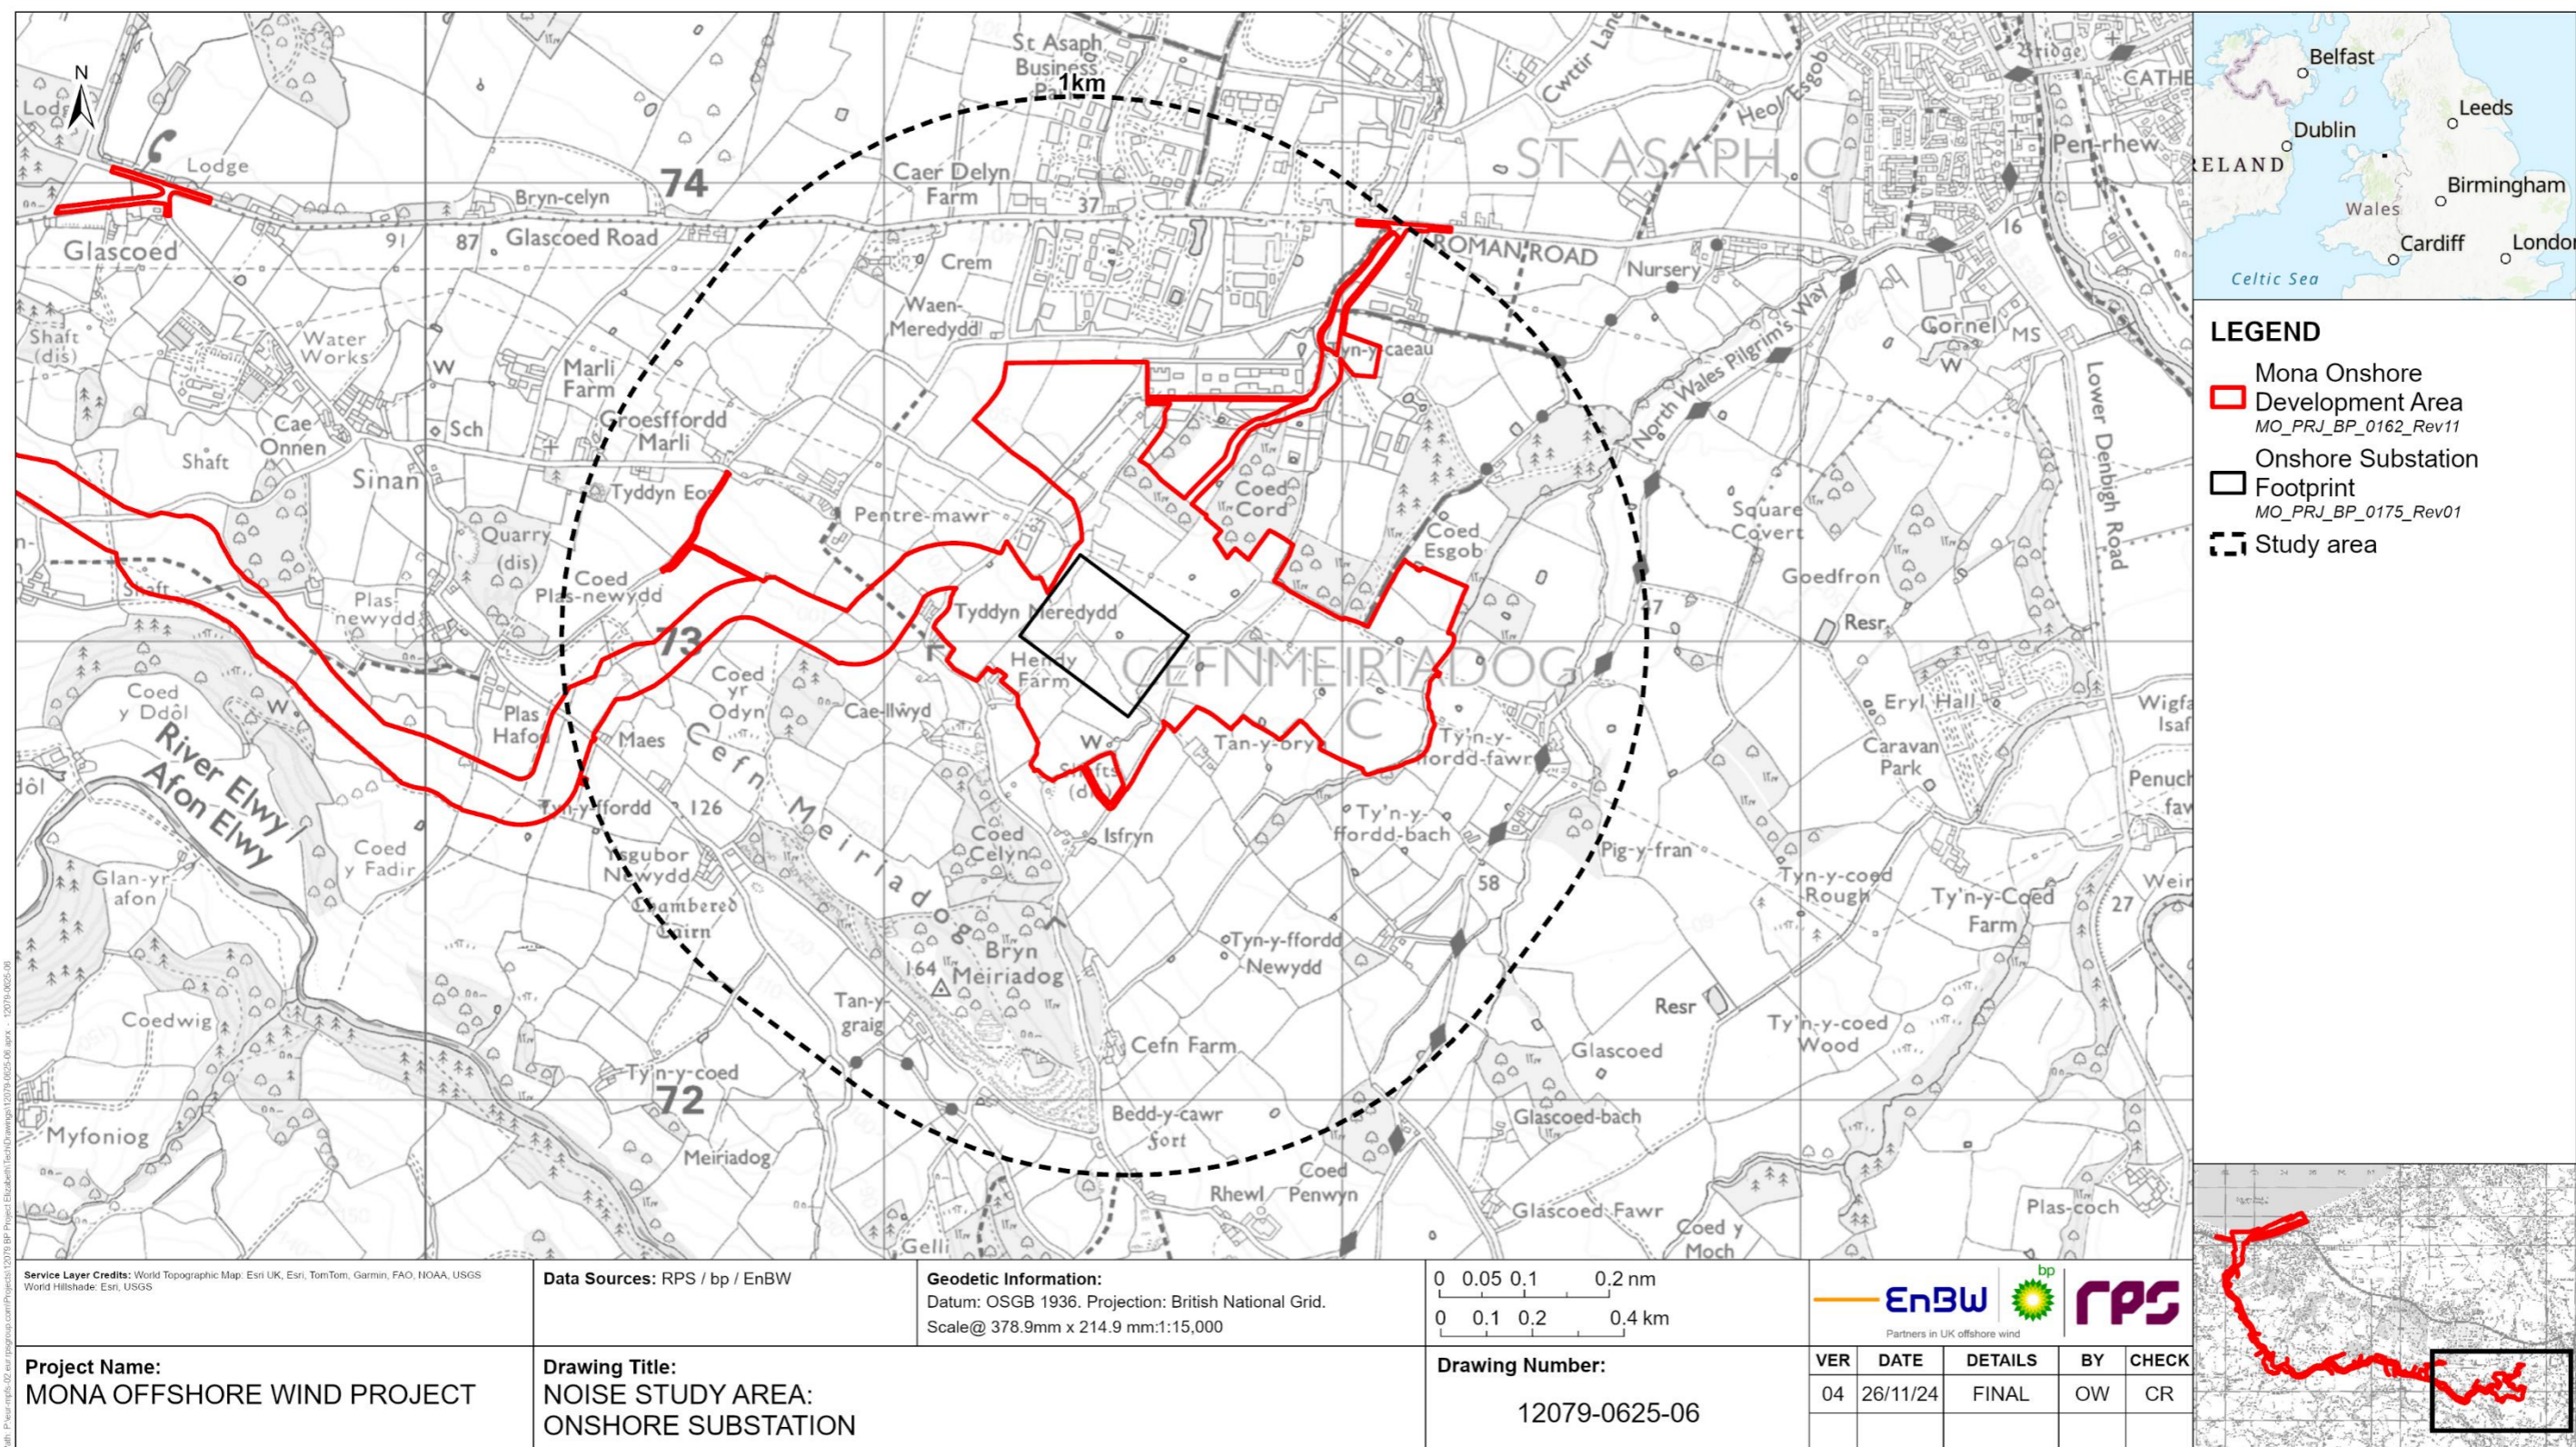 N
Lodge
Glascoed
St Asaph
Business
Park
1km
Cwttir Lane
Heol Esgob
Bridge
CATHE
Pen-rhew
ST ASAPH C
74
Bryn-celyn
Caer Delyn
Farm
37
91
87
Glascoed Road
Crem
ROMAN ROAD
Nursery
16
Waen-
Meredydd
Shaft
(dis)
Water
Works
W
Marli
Farm
Tyn-y-caeau
North Wales Pilgrim's Way
Cornel
MS
W
Lower Denbigh Road
Cae
Onnen
Sch
Groesffordd
Marli
Shaft
Sinan
Tyddyn Eos
Pentre-mawr
Coed
Cord
Coed
Esgob
Square
Covert
Quarry
(dis)
Coed
Plas-newydd
Shaft
Plas-
newydd
Tyddyn Meredydd
Goedfron
47
Resr
73
Hendy
Farm
CEFNMEIRIADOG
C
Coed
y Ddôl
W
Coed
yr
Odyn
Cae-llwyd
Plas
Hafod
Maes
Eryl Hall
Wigfa
Isaf
River Elwy /
Afon Elwy
W
Tan-y-bryn
Ty'n-y-
ffordd-fawr
Caravan
Park
Shafts
(dis)
Penuch
faw
dôl
Tyn-y-ffordd
126
Cefn Meiriadog
Isfryn
Ty'n-y-
ffordd-bach
Coed
y Fadir
Coed
Celyn
Pig-y-fran
Ysgubor
Newydd
Glan-yr-
afon
58
Tyn-y-coed
Rough
Ty'n-y-Coed
Farm
Weir
27
Chambered
Cairn
Bryn
Meiriadog
164
Tyn-y-ffordd
Newydd
Coedwig
Tan-y-
graig
Resr
Ty'n-y-coed
Wood
Cefn Farm
Glascoed
Ty'n-y-coed
72
Bedd-y-cawr
Fort
Glascoed-bach
Myfoniog
Meiriadog
Coed
Penwyn
Rhewl
Glascoed Fawr
Coed y
Moch
Plas-coch
Gelli
Belfast
Leeds
Dublin
RELAND
Birmingham
Wales
Cardiff
Londo
Celtic Sea
LEGEND
Mona Onshore
Development Area
MO_PRJ_BP_0162_Rev11
Onshore Substation
Footprint
MO_PRJ_BP_0175_Rev01
Study area
Service Layer Credits: World Topographic Map: Esri UK, Esri, TomTom, Garmin, FAO, NOAA, USGS
World Hillshade: Esri, USGS
Data Sources: RPS / bp / EnBW
Geodetic Information:
Datum: OSGB 1936. Projection: British National Grid.
Scale@ 378.9mm x 214.9 mm:1:15,000
0 0.05 0.1 0.2 nm
0 0.1 0.2 0.4 km
EnBW
bp
rps
Partners in UK offshore wind
Project Name:
MONA OFFSHORE WIND PROJECT
Drawing Title:
NOISE STUDY AREA:
ONSHORE SUBSTATION
Drawing Number:
12079-0625-06
VER DATE DETAILS BY CHECK
04 26/11/24 FINAL OW CR